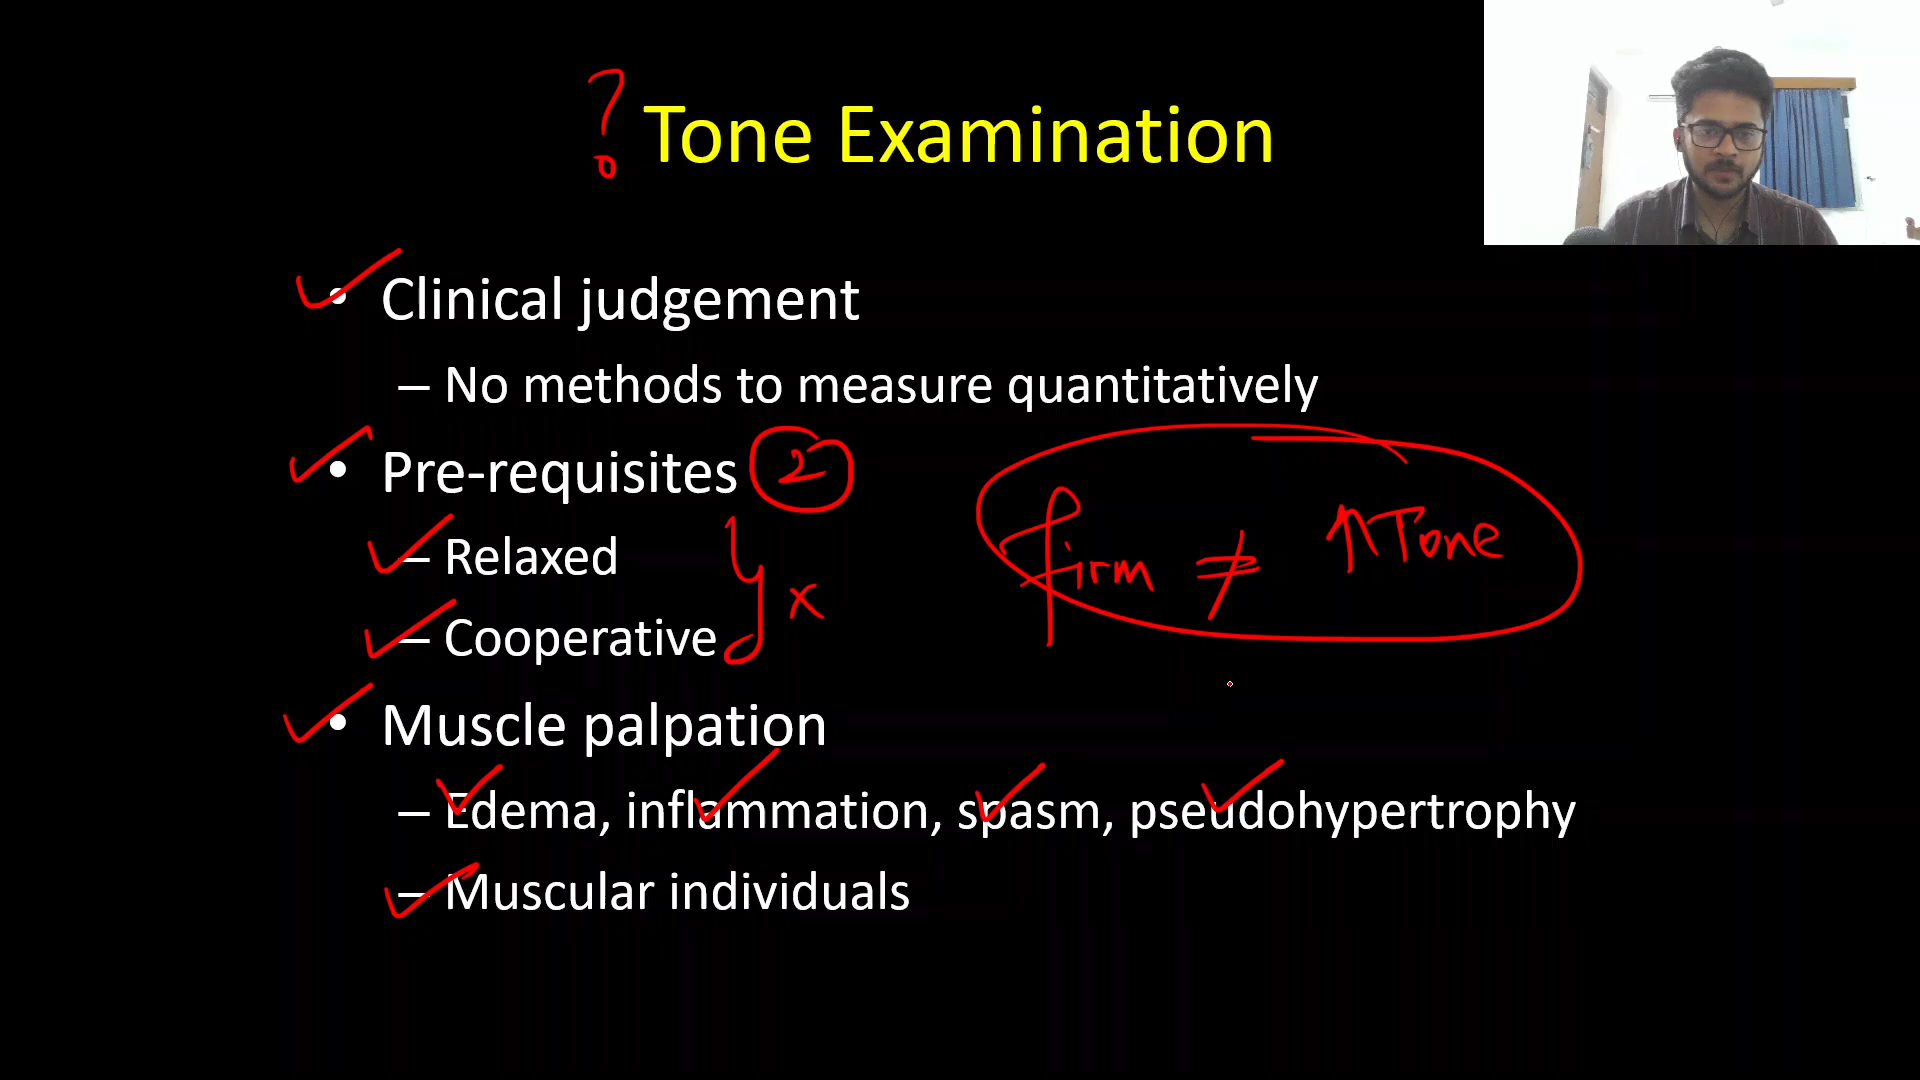 ? Tone Examination
• Clinical judgement
– No methods to measure quantitatively
• Pre-requisites 2
– Relaxed
– Cooperative
x
firm ≠ ↑Tone
• Muscle palpation
– Edema, inflammation, spasm, pseudohypertrophy
– Muscular individuals